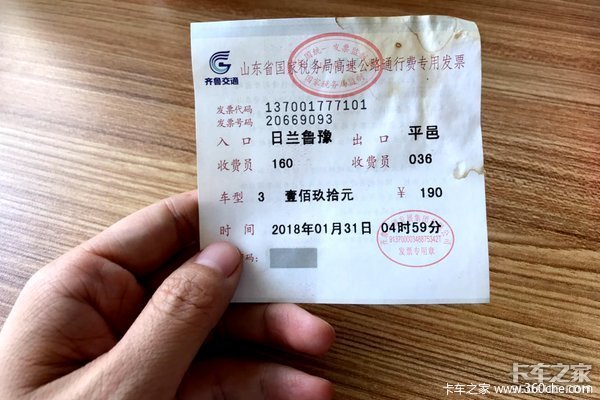 齐鲁交通
山东省国家税务局高速公路通行费专用发票
发票代码 137001777101
发票号码 20669093
入口 日兰鲁豫 出口 平邑
收费员 160 收费员 036
车型 3 壹佰玖拾元 ¥ 190
时间 2018年01月31日 04时59分
发票专用章
卡车之家
卡车之家 www.360che.com